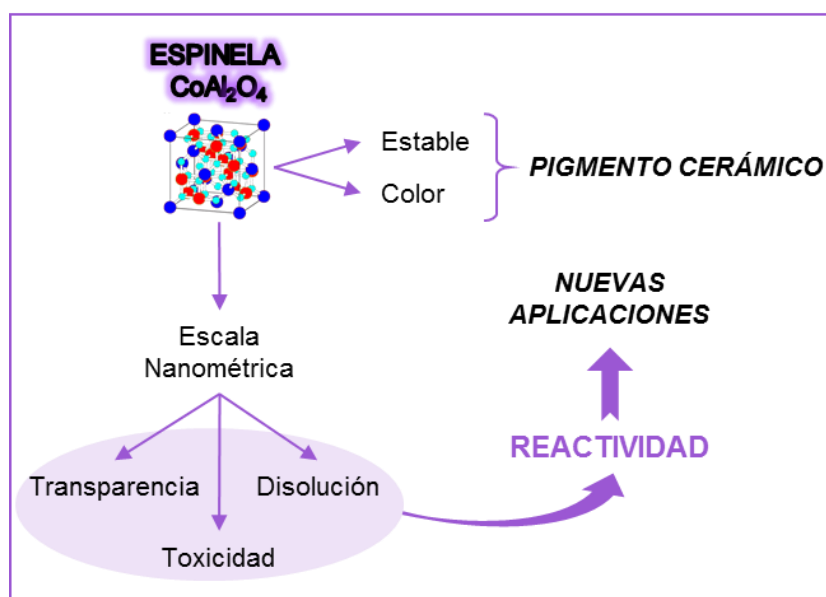 ESPINELA
CoAl₂O₄
Estable
Color
PIGMENTO CERÁMICO
NUEVAS
APLICACIONES
Escala
Nanométrica
REACTIVIDAD
Transparencia
Disolución
Toxicidad